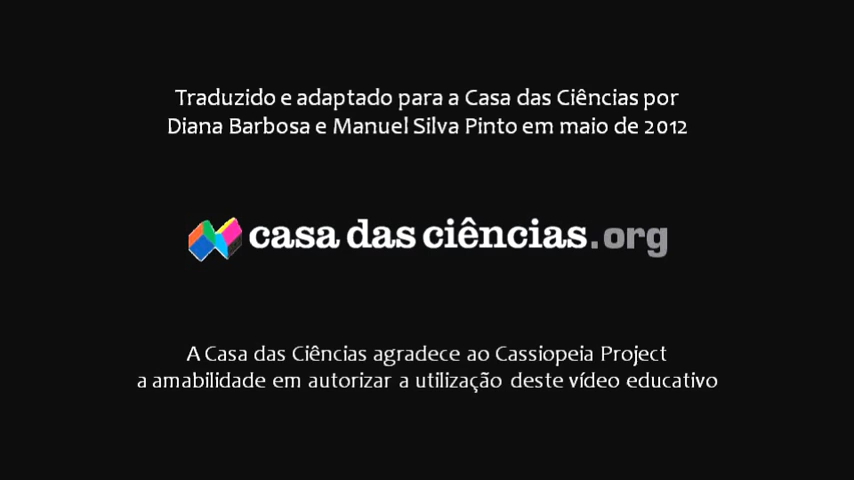 Traduzido e adaptado para a Casa das Ciências por
Diana Barbosa e Manuel Silva Pinto em maio de 2012
casa das ciências.org
A Casa das Ciências agradece ao Cassiopeia Project
a amabilidade em autorizar a utilização deste vídeo educativo